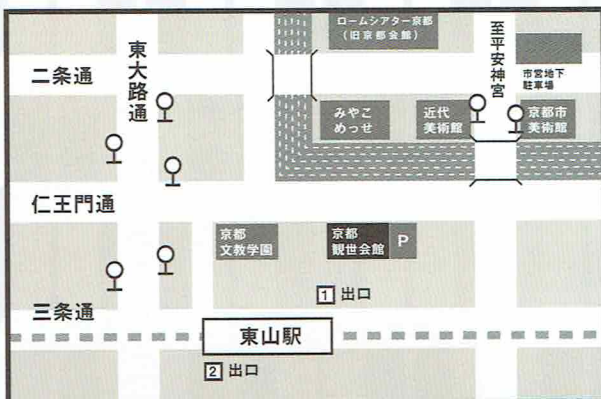 ロームシアター京都
(旧京都会館)
二条通
東大路通
至平安神宮
市営地下
駐車場
みやこ
めっせ
近代
美術館
京都市
美術館
仁王門通
京都
文教学園
京都
観世会館
P
1 出口
三条通
東山駅
2 出口